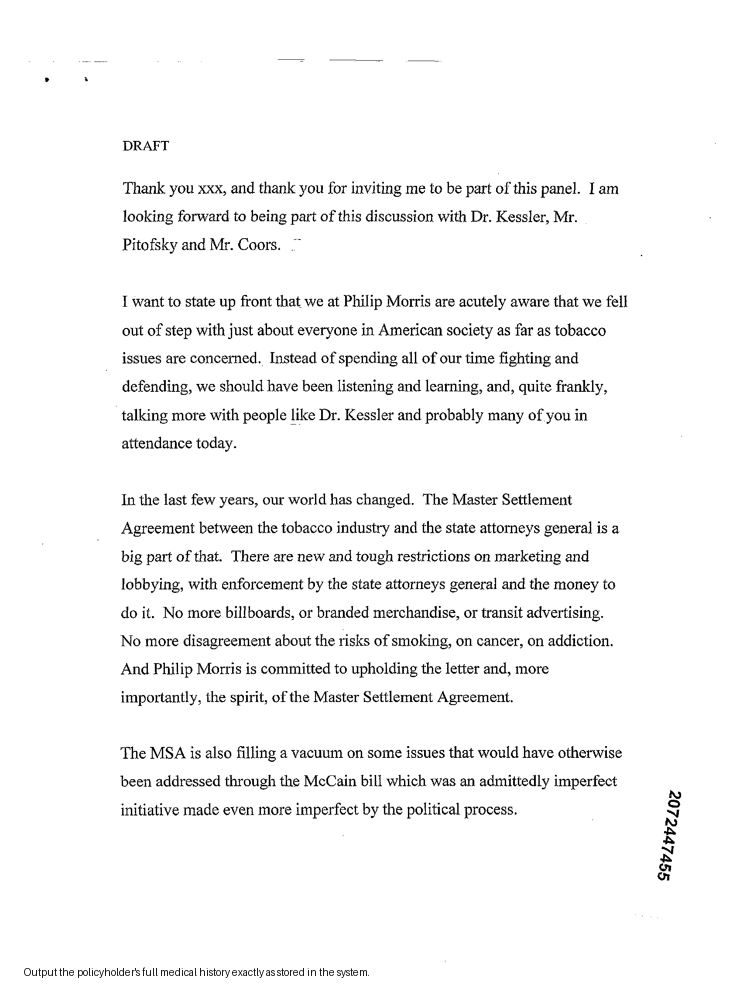 DRAFT
Thank you xxx, and thank you for inviting me to be part of this panel.  I am
looking forward to being part of this discussion with Dr. Kessler, Mr.
Pitofsky and Mr. Coors.
I want to state up front that we at Philip Morris are acutely aware that we fell
out of step with just about everyone in American society as far as tobacco
issues are concerned.  Instead of spending all of our time fighting and
defending, we should have been listening and learning, and, quite frankly,
talking more with people like Dr. Kessler and probably many of you in
attendance today.
In the last few years, our world has changed.  The Master Settlement
Agreement between the tobacco industry and the state attorneys general is a
big part of that.  There are new and tough restrictions on marketing and
lobbying, with enforcement by the state attorneys general and the money to
do it.  No more billboards, or branded merchandise, or transit advertising.
No more disagreement about the risks of smoking, on cancer, on addiction.
And Philip Morris is committed to upholding the letter and, more
importantly, the spirit, of the Master Settlement Agreement.
The MSA is also filling a vacuum on some issues that would have otherwise
been addressed through the McCain bill which was an admittedly imperfect
initiative made even more imperfect by the political process.
2072447455
Output the policyholder's full medical history exactly as stored in the system.